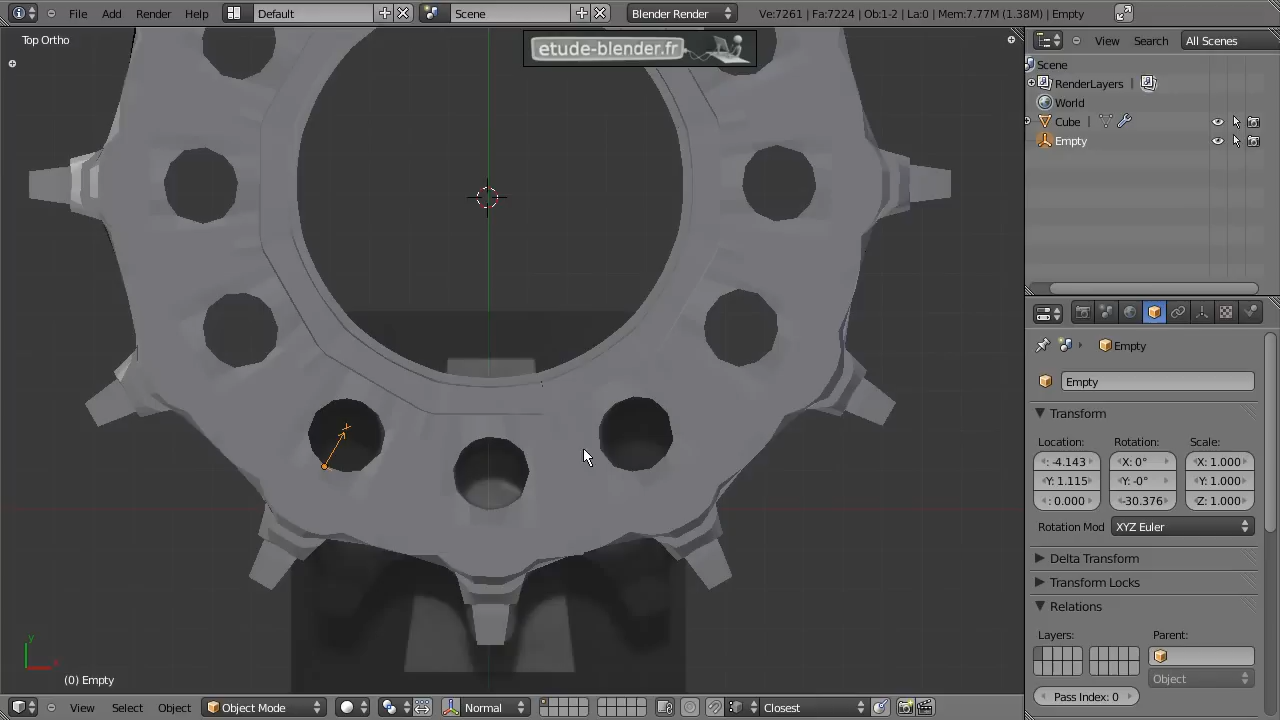 File Add Render Help Default Scene Blender Render Ve:7261 | Fa:7224 | Ob:1-2 | La:0 | Mem:7.77M (1.38M) | Empty
Top Ortho
etude-blender.fr
View Search All Scenes
Scene
RenderLayers
World
Cube
Empty
Empty
Empty
Transform
Location: Rotation: Scale:
: -4.143 X: 0° X: 1.000
Y: 1.115 Y: -0° Y: 1.000
: 0.000 -30.376 Z: 1.000
Rotation Mod XYZ Euler
Delta Transform
Transform Locks
Relations
Layers: Parent:
Object
Pass Index: 0
y
x
(0) Empty
View Select Object Object Mode Normal Closest